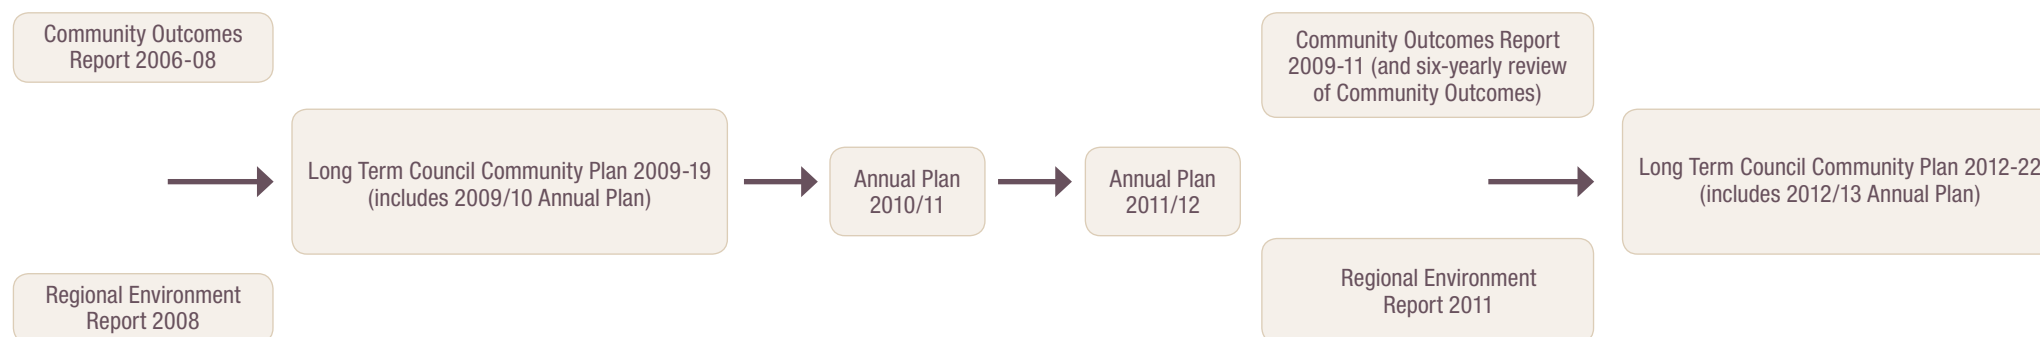 Community Outcomes
Report 2006-08
Regional Environment
Report 2008
Long Term Council Community Plan 2009-19
(includes 2009/10 Annual Plan)
Annual Plan
2010/11
Annual Plan
2011/12
Community Outcomes Report
2009-11 (and six-yearly review
of Community Outcomes)
Regional Environment
Report 2011
Long Term Council Community Plan 2012-22
(includes 2012/13 Annual Plan)